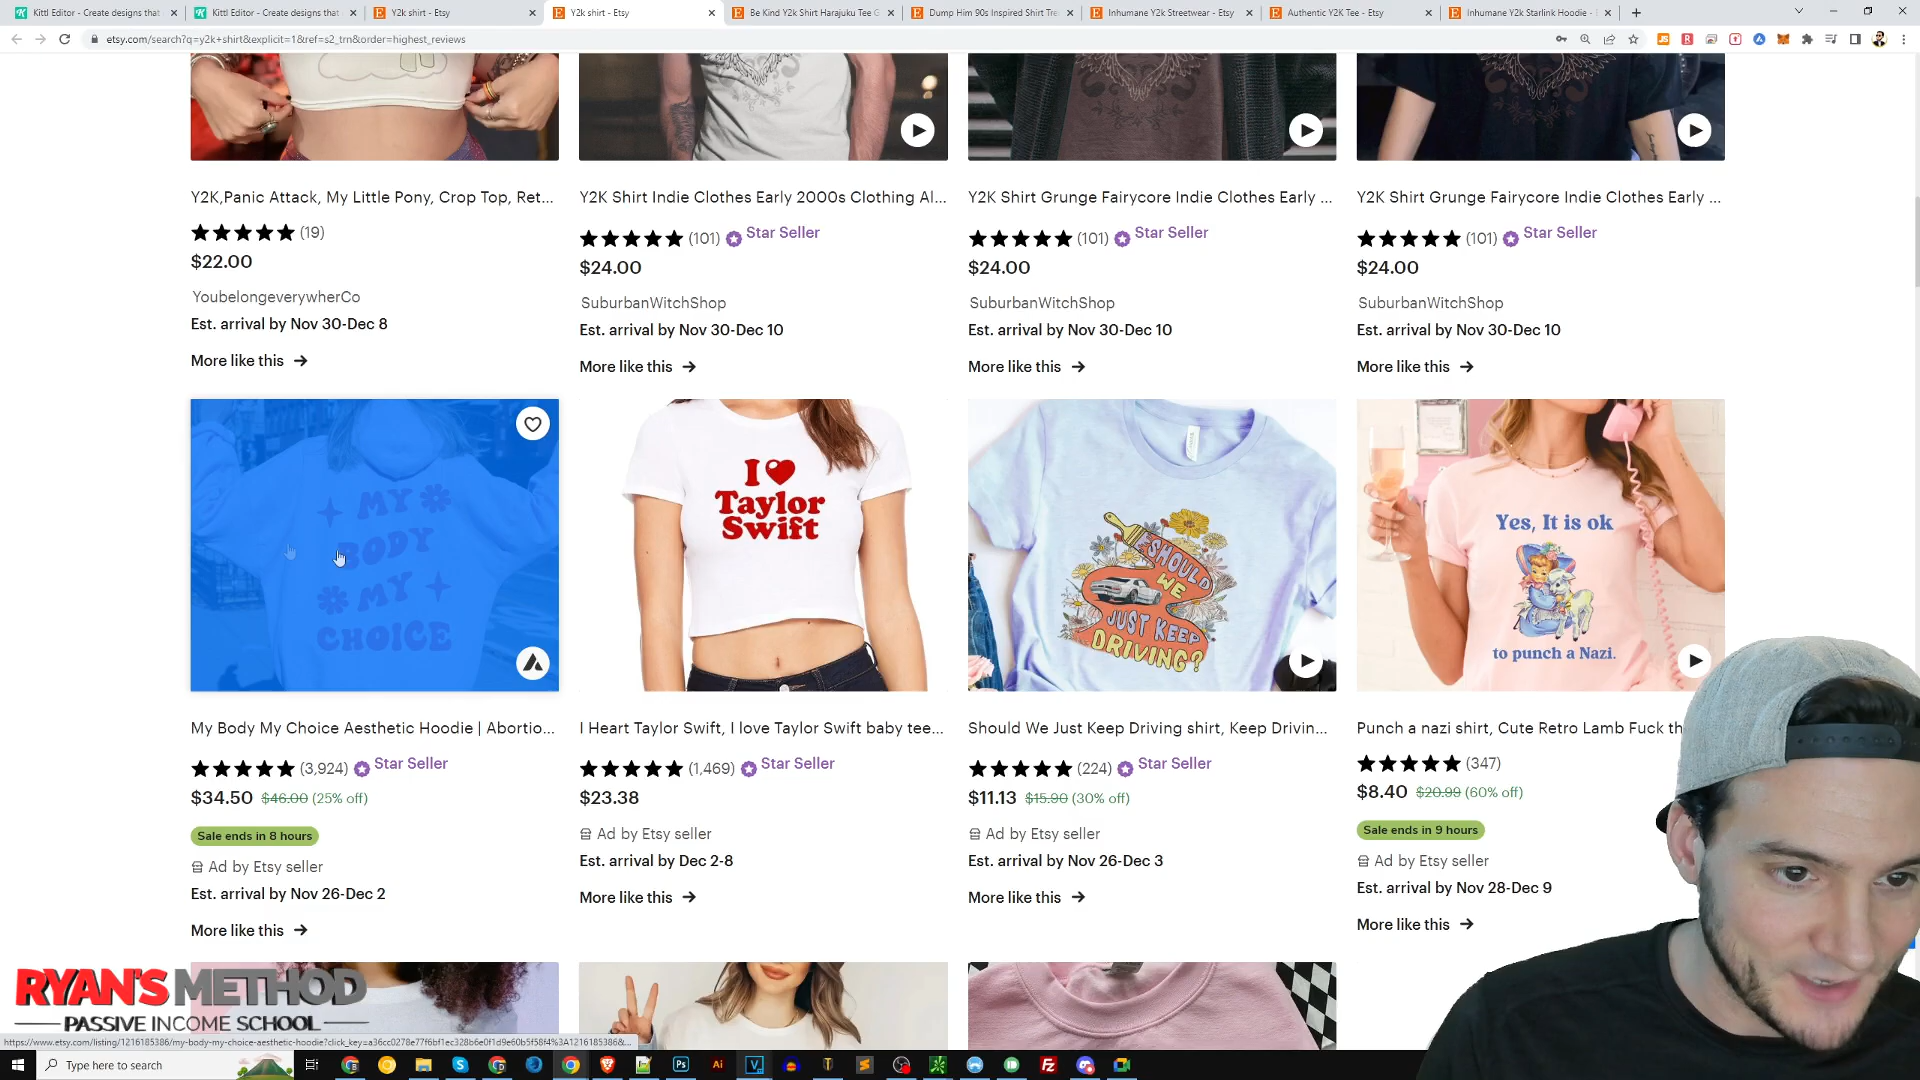 Kittl Editor - Create designs that
Kittl Editor - Create designs that
Y2k shirt - Etsy
Y2k shirt - Etsy
Be Kind Y2k Shirt Harajuku Tee G
Dump Him 90s Inspired Shirt Tre
Inhumane Y2k Streetwear - Etsy
Authentic Y2K Tee - Etsy
Inhumane Y2k Starlink Hoodie - E
etsy.com/search?q=y2k+shirt&explicit=1&ref=s2_trn&order=highest_reviews
Y2K,Panic Attack, My Little Pony, Crop Top, Ret...
Y2K Shirt Indie Clothes Early 2000s Clothing Al...
Y2K Shirt Grunge Fairycore Indie Clothes Early ...
Y2K Shirt Grunge Fairycore Indie Clothes Early ...
(19)
(101) Star Seller
(101) Star Seller
(101) Star Seller
$22.00
$24.00
$24.00
$24.00
YoubelongeverywherCo
SuburbanWitchShop
SuburbanWitchShop
SuburbanWitchShop
Est. arrival by Nov 30-Dec 8
Est. arrival by Nov 30-Dec 10
Est. arrival by Nov 30-Dec 10
Est. arrival by Nov 30-Dec 10
More like this
More like this
More like this
More like this
MY
BODY
MY
CHOICE
I
Taylor
Swift
SHOULD
WE
JUST KEEP
DRIVING?
Yes, It is ok
to punch a Nazi.
My Body My Choice Aesthetic Hoodie | Abortio...
I Heart Taylor Swift, I love Taylor Swift baby tee...
Should We Just Keep Driving shirt, Keep Drivin...
Punch a nazi shirt, Cute Retro Lamb Fuck th
(3,924) Star Seller
(1,469) Star Seller
(224) Star Seller
(347)
$34.50 $46.00 (25% off)
$23.38
$11.13 $15.90 (30% off)
$8.40 $20.99 (60% off)
Sale ends in 8 hours
Ad by Etsy seller
Ad by Etsy seller
Sale ends in 9 hours
Ad by Etsy seller
Est. arrival by Dec 2-8
Est. arrival by Nov 26-Dec 3
Ad by Etsy seller
Est. arrival by Nov 26-Dec 2
More like this
More like this
Est. arrival by Nov 28-Dec 9
More like this
More like this
RYAN'S METHOD
PASSIVE INCOME SCHOOL
https://www.etsy.com/listing/1216185386/my-body-my-choice-aesthetic-hoodie?click_key=a36cc0278e77f6bf1ec328b6e0f1d9e60b5f58f4%3A1216185386&...
Type here to search